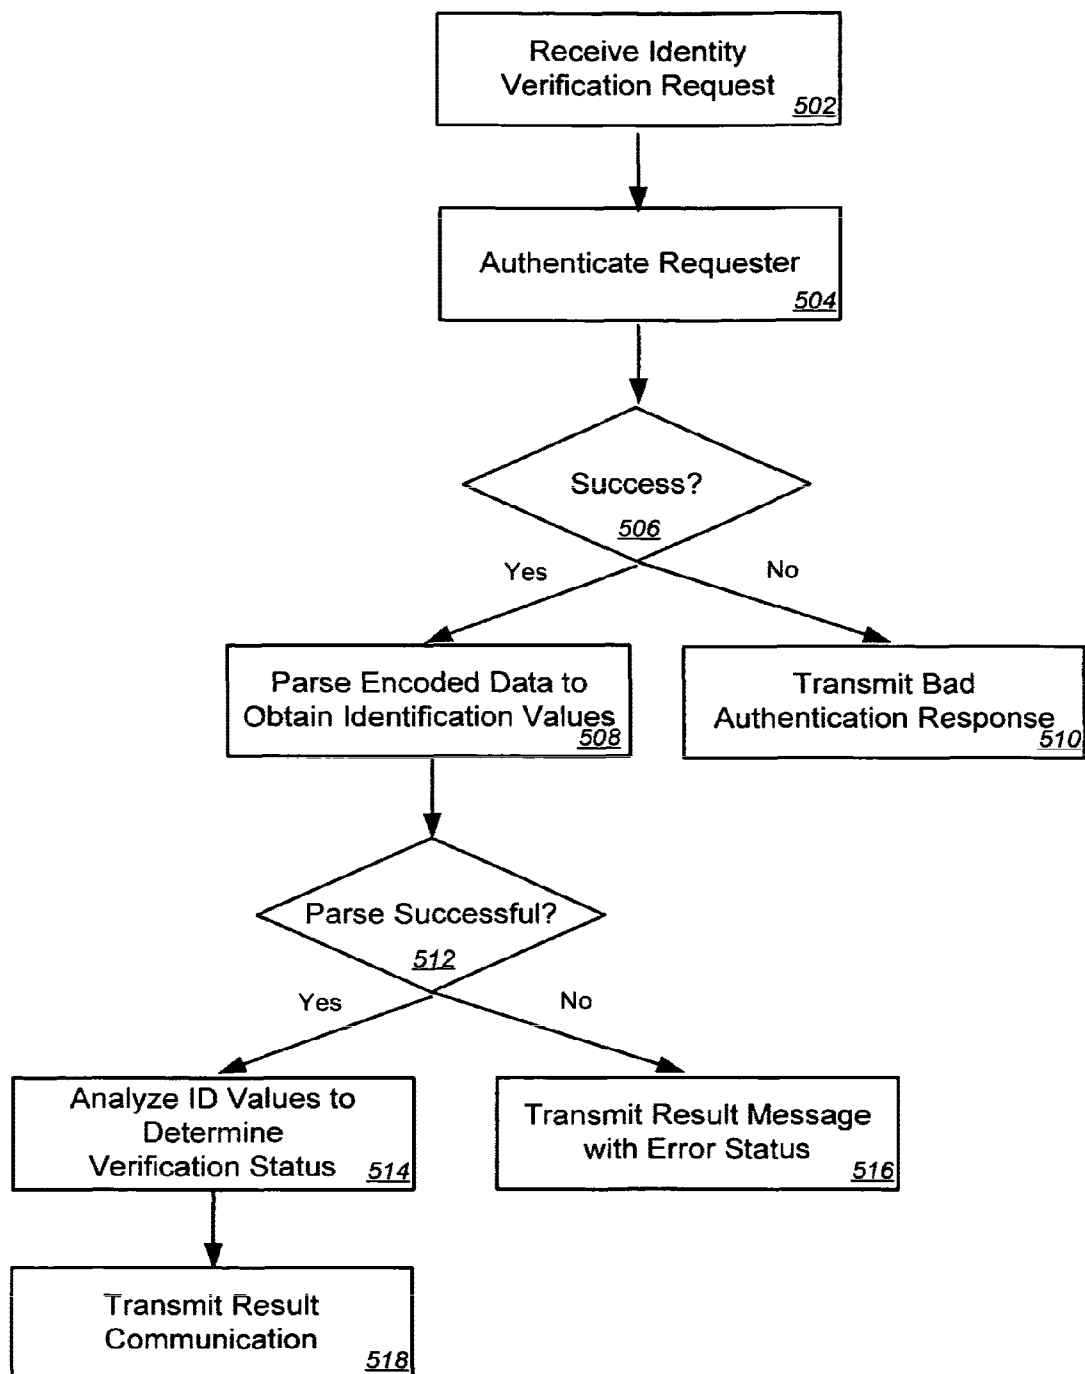 Receive Identity
Verification Request
502
Authenticate Requester
504
Success?
506
Yes
No
Parse Encoded Data to
Obtain Identification Values
508
Transmit Bad
Authentication Response
510
Parse Successful?
512
Yes
No
Analyze ID Values to
Determine
Verification Status
514
Transmit Result Message
with Error Status
516
Transmit Result
Communication
518